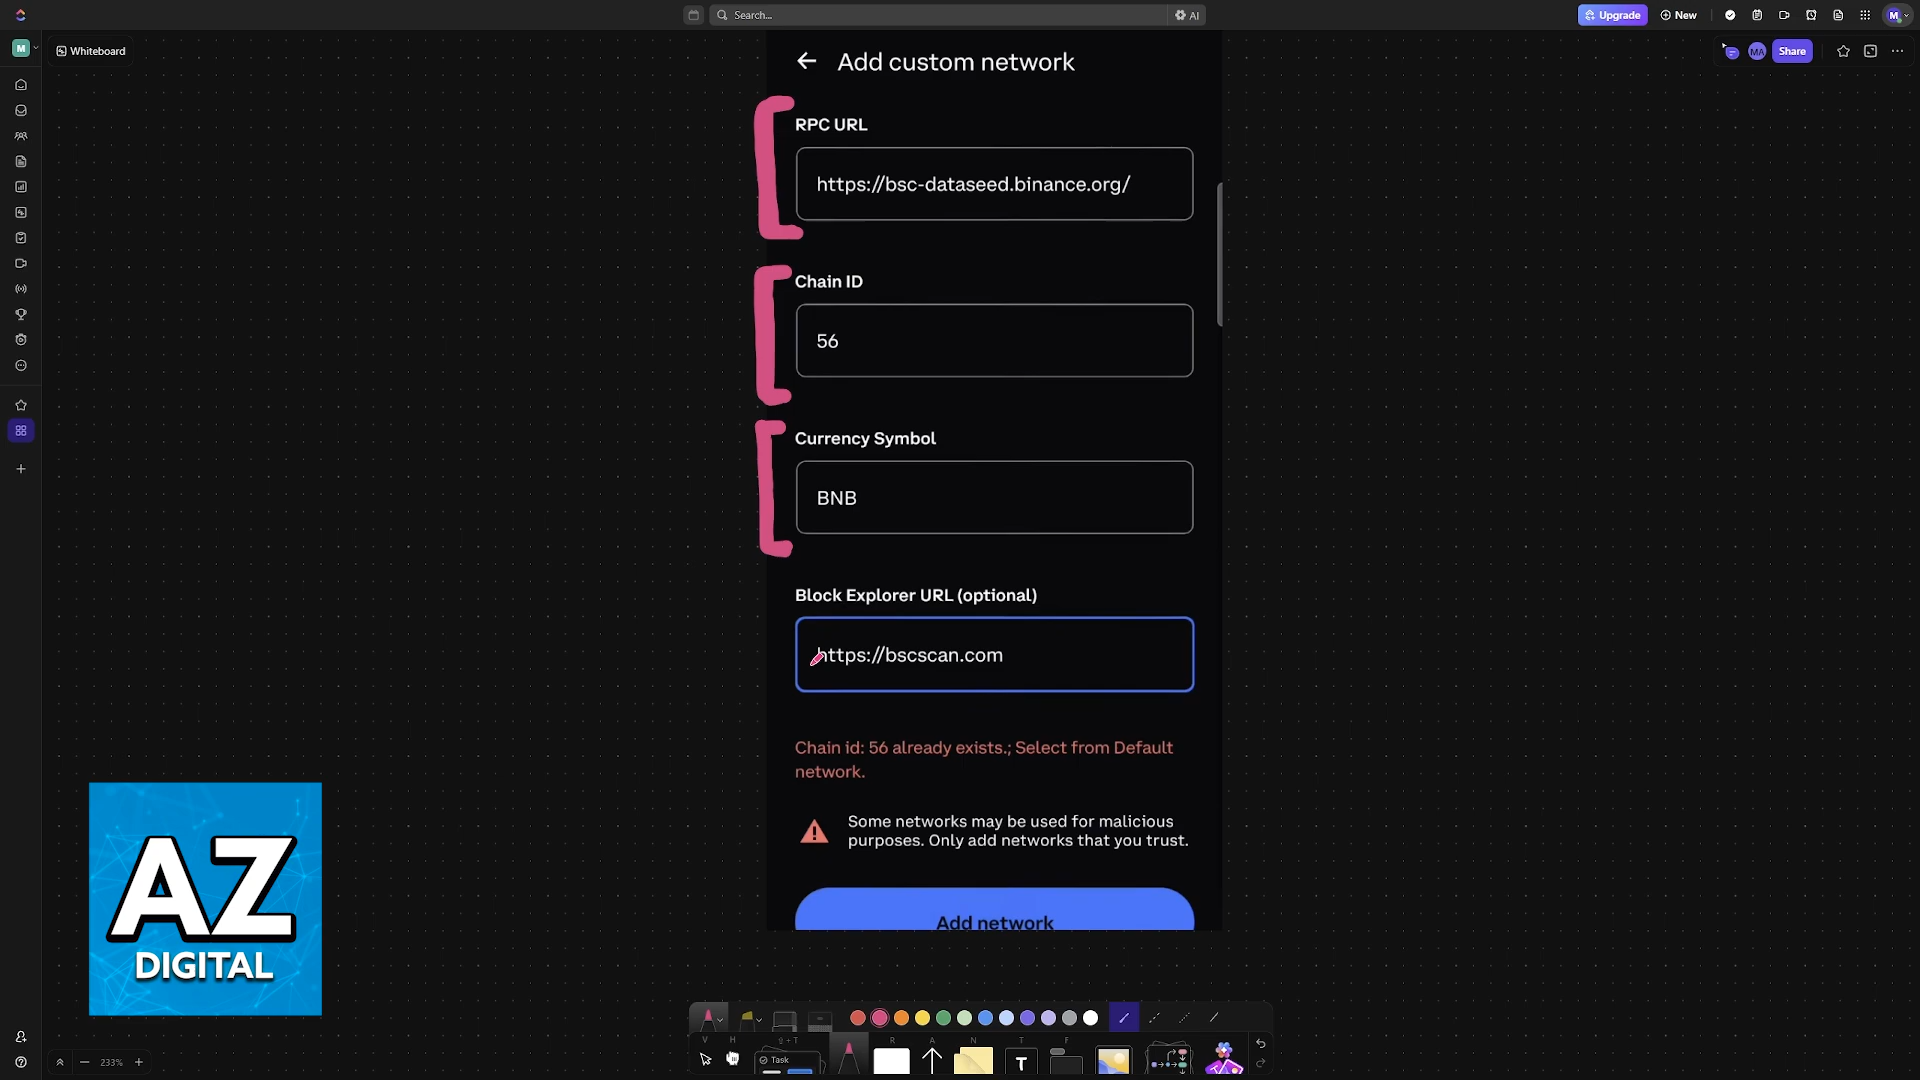 Search...
AI
Upgrade
New
M
M
Whiteboard
MA
Share
Add custom network
RPC URL
https://bsc-dataseed.binance.org/
Chain ID
56
Currency Symbol
BNB
Block Explorer URL (optional)
https://bscscan.com
Chain id: 56 already exists.; Select from Default
network.
Some networks may be used for malicious
purposes. Only add networks that you trust.
Add network
AZ
DIGITAL
V
H
⇧ + T
R
A
N
T
F
Task
T
233%